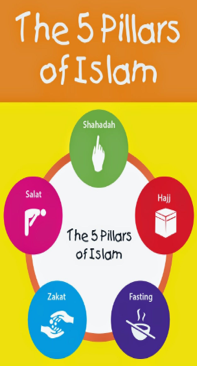 The 5 Pillars
of Islam
Shahadah
Salat
Hajj
The 5 Pillars
of Islam
Zakat
Fasting